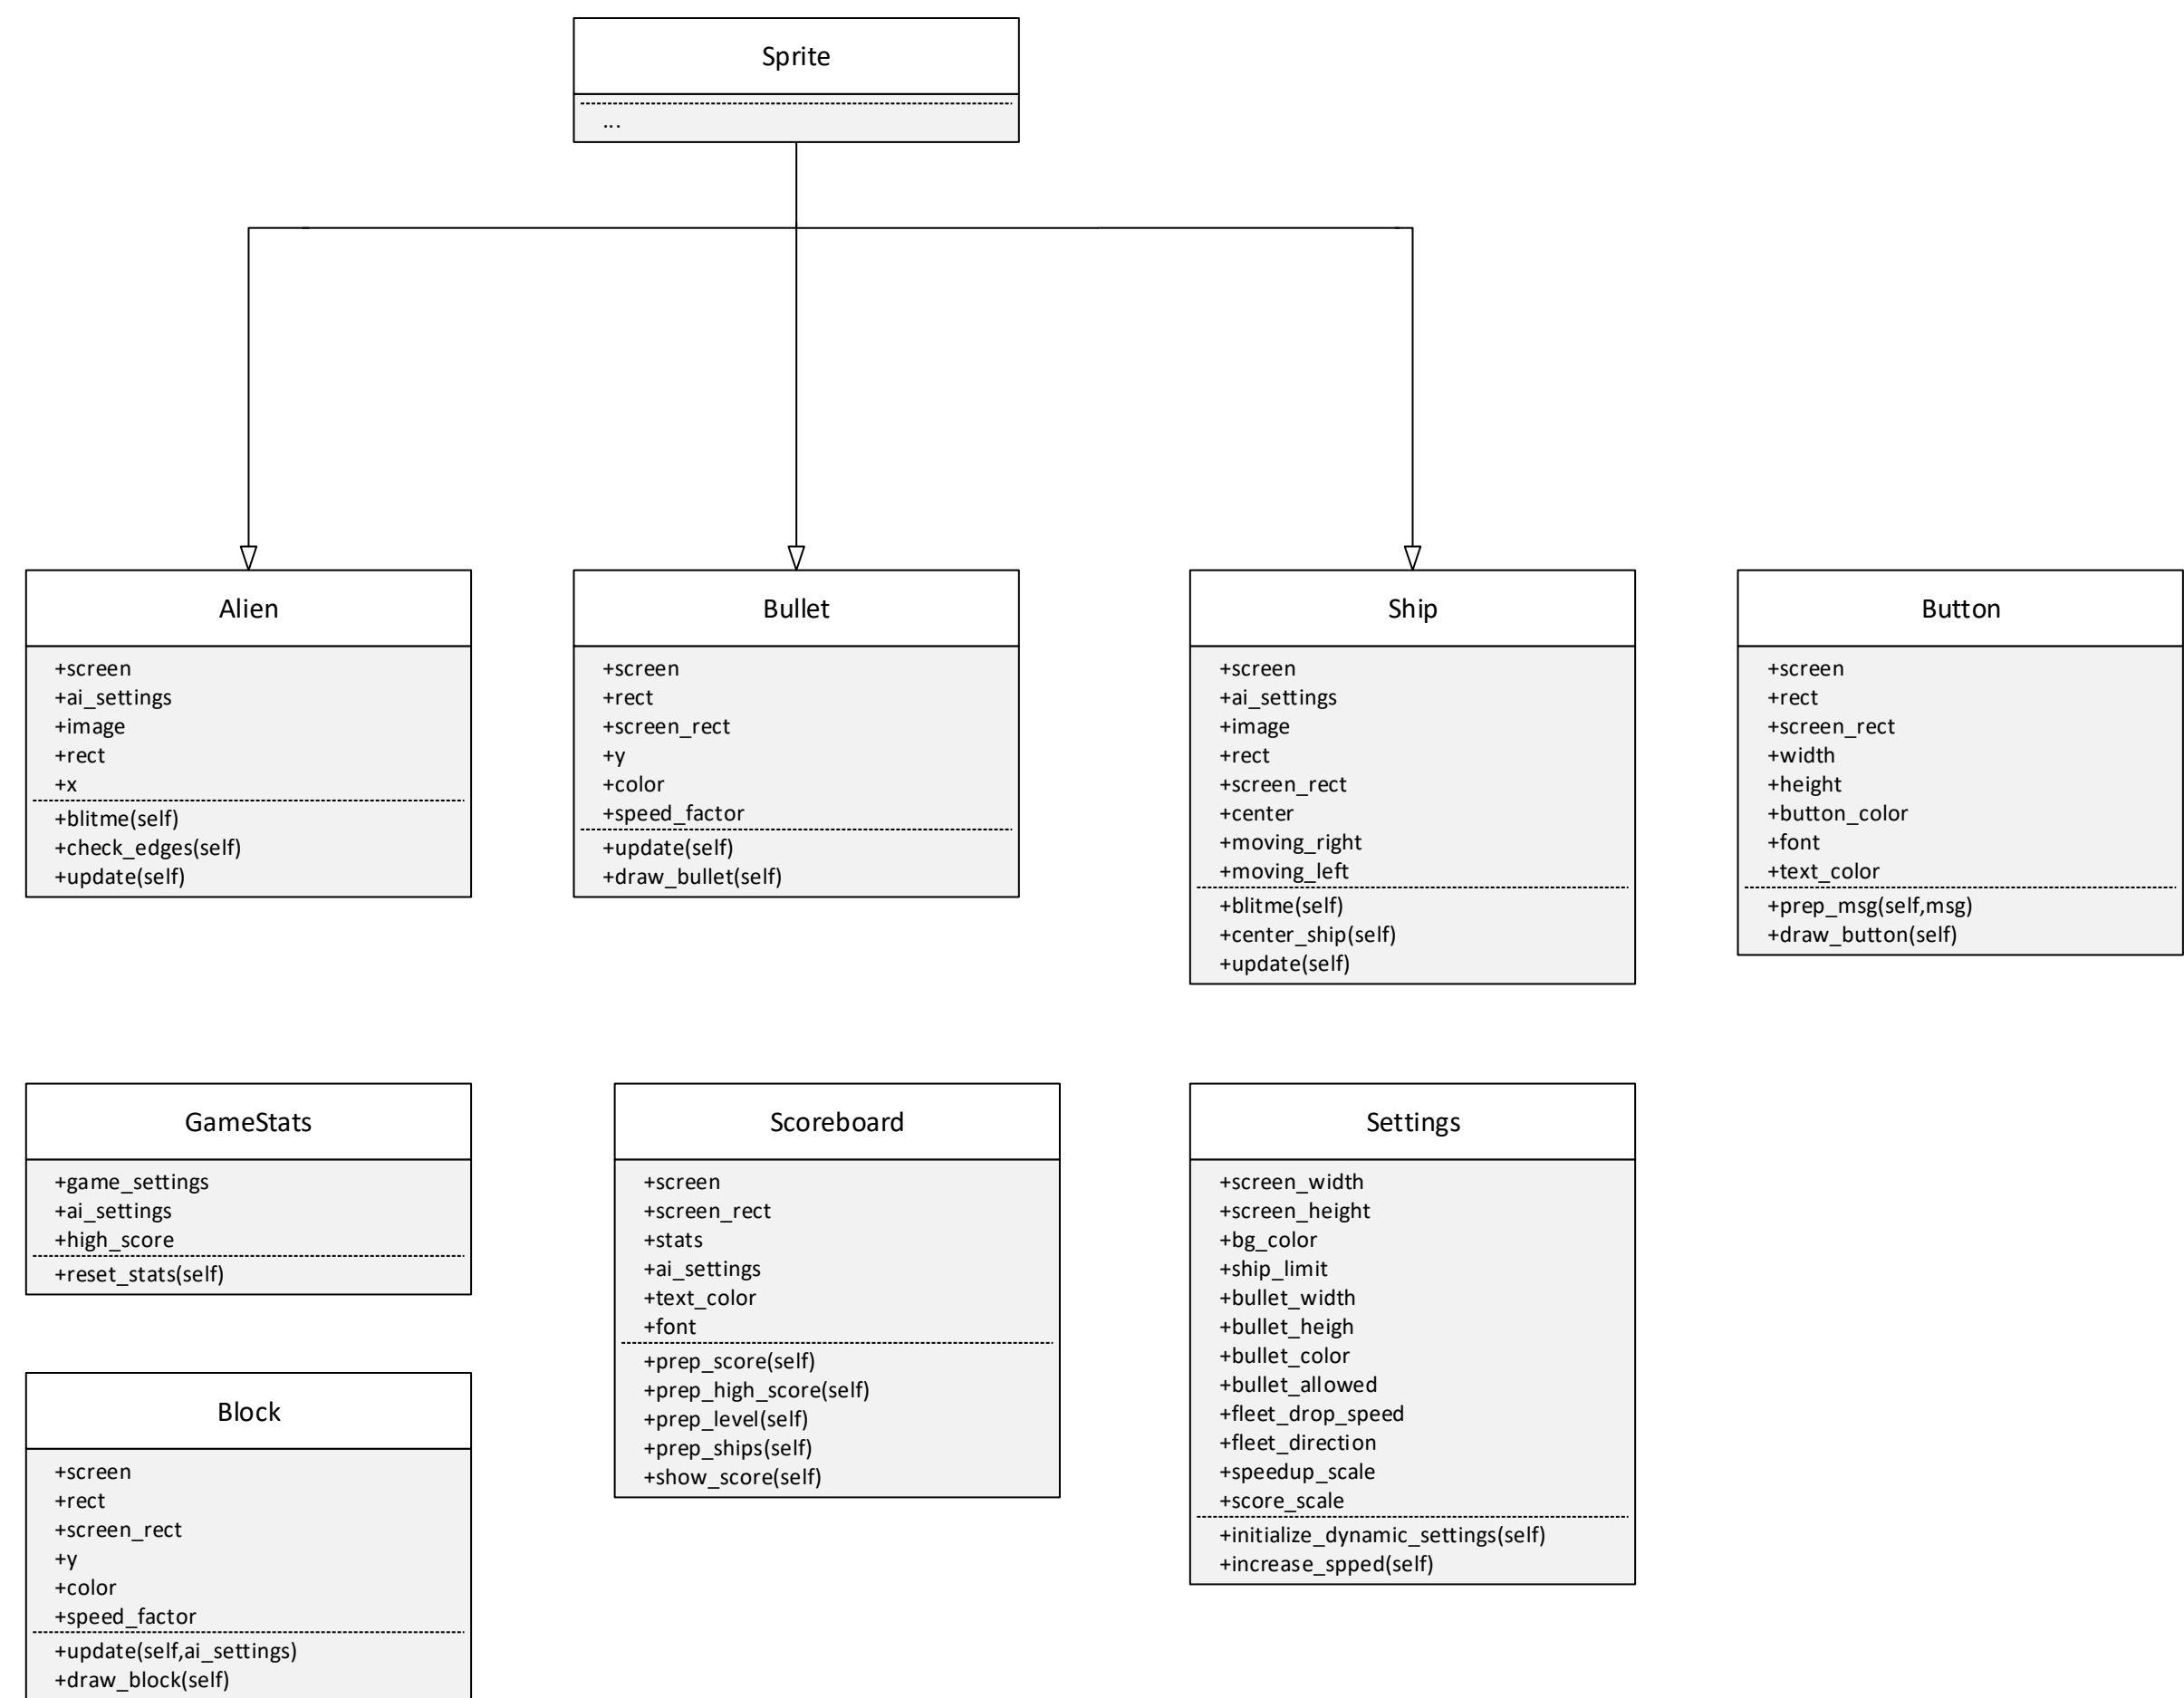 Sprite
...
Alien
+screen
+ai_settings
+image
+rect
+x
+blitme(self)
+check_edges(self)
+update(self)
Bullet
+screen
+rect
+screen_rect
+y
+color
+speed_factor
+update(self)
+draw_bullet(self)
Ship
+screen
+ai_settings
+image
+rect
+screen_rect
+center
+moving_right
+moving_left
+blitme(self)
+center_ship(self)
+update(self)
Button
+screen
+rect
+screen_rect
+width
+height
+button_color
+font
+text_color
+prep_msg(self,msg)
+draw_button(self)
GameStats
+game_settings
+ai_settings
+high_score
+reset_stats(self)
Scoreboard
+screen
+screen_rect
+stats
+ai_settings
+text_color
+font
+prep_score(self)
+prep_high_score(self)
+prep_level(self)
+prep_ships(self)
+show_score(self)
Settings
+screen_width
+screen_height
+bg_color
+ship_limit
+bullet_width
+bullet_heigh
+bullet_color
+bullet_allowed
+fleet_drop_speed
+fleet_direction
+speedup_scale
+score_scale
+initialize_dynamic_settings(self)
+increase_spped(self)
Block
+screen
+rect
+screen_rect
+y
+color
+speed_factor
+update(self,ai_settings)
+draw_block(self)